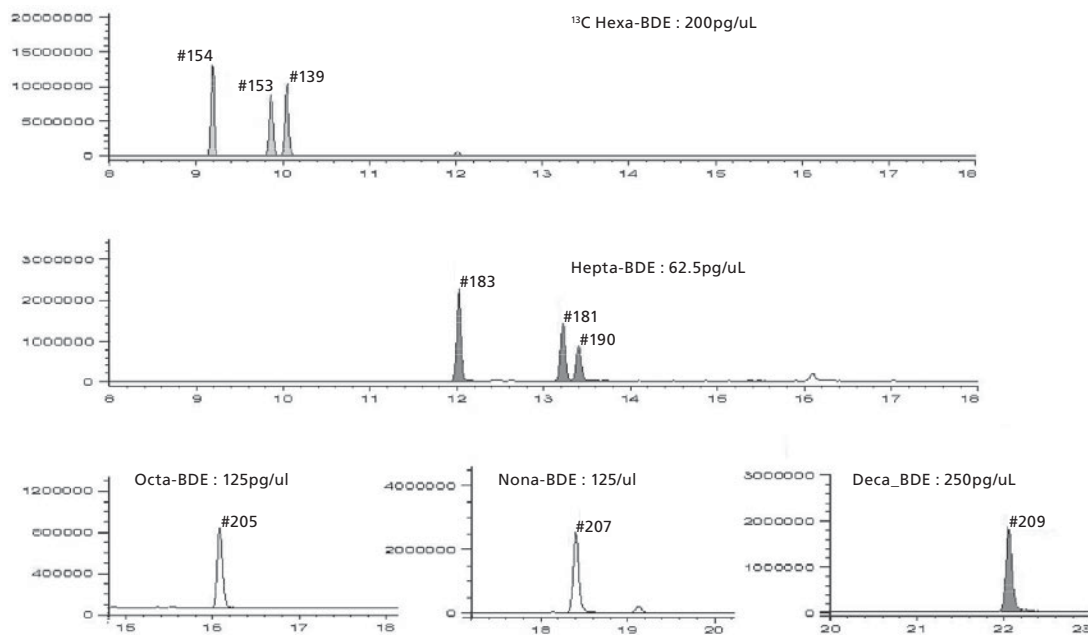 20000000
15000000
10000000
5000000
0
¹³C Hexa-BDE : 200pg/uL
#154
#153
#139
8 9 10 11 12 13 14 15 16 17 18
3000000
2000000
1000000
0
Hepta-BDE : 62.5pg/uL
#183
#181
#190
8 9 10 11 12 13 14 15 16 17 18
Octa-BDE : 125pg/ul
1200000
800000
400000
0
#205
15 16 17 18
Nona-BDE : 125/ul
4000000
2000000
0
#207
18 19 20
Deca_BDE : 250pg/uL
3000000
2000000
1000000
0
#209
20 21 22 23